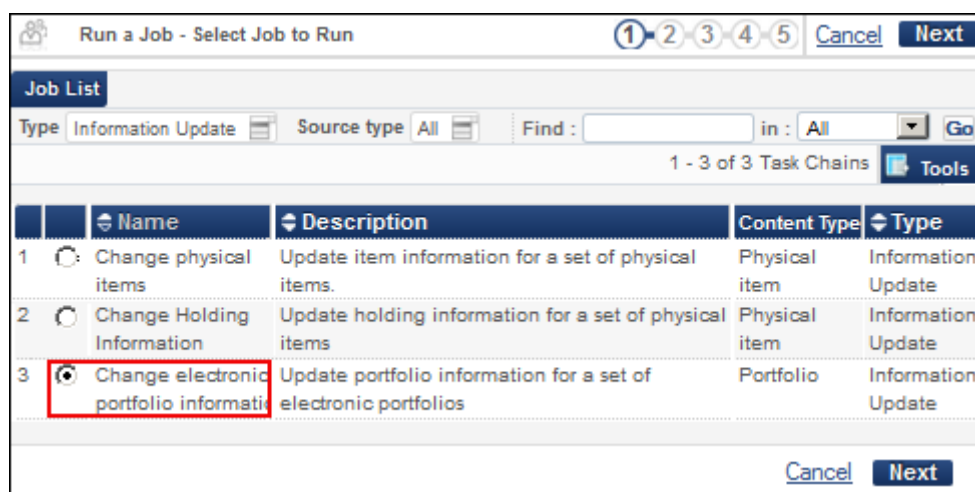 Run a Job - Select Job to Run 1 2 3 4 5 Cancel Next
Job List
Type Information Update Source type All Find : in : All Go
1 - 3 of 3 Task Chains Tools
Name Description Content Type Type
1 Change physical Update item information for a set of physical Physical Information
items items. item Update
2 Change Holding Update holding information for a set of physical Physical Information
Information items item Update
3 Change electronic Update portfolio information for a set of Portfolio Information
portfolio informatio electronic portfolios Update
Cancel Next